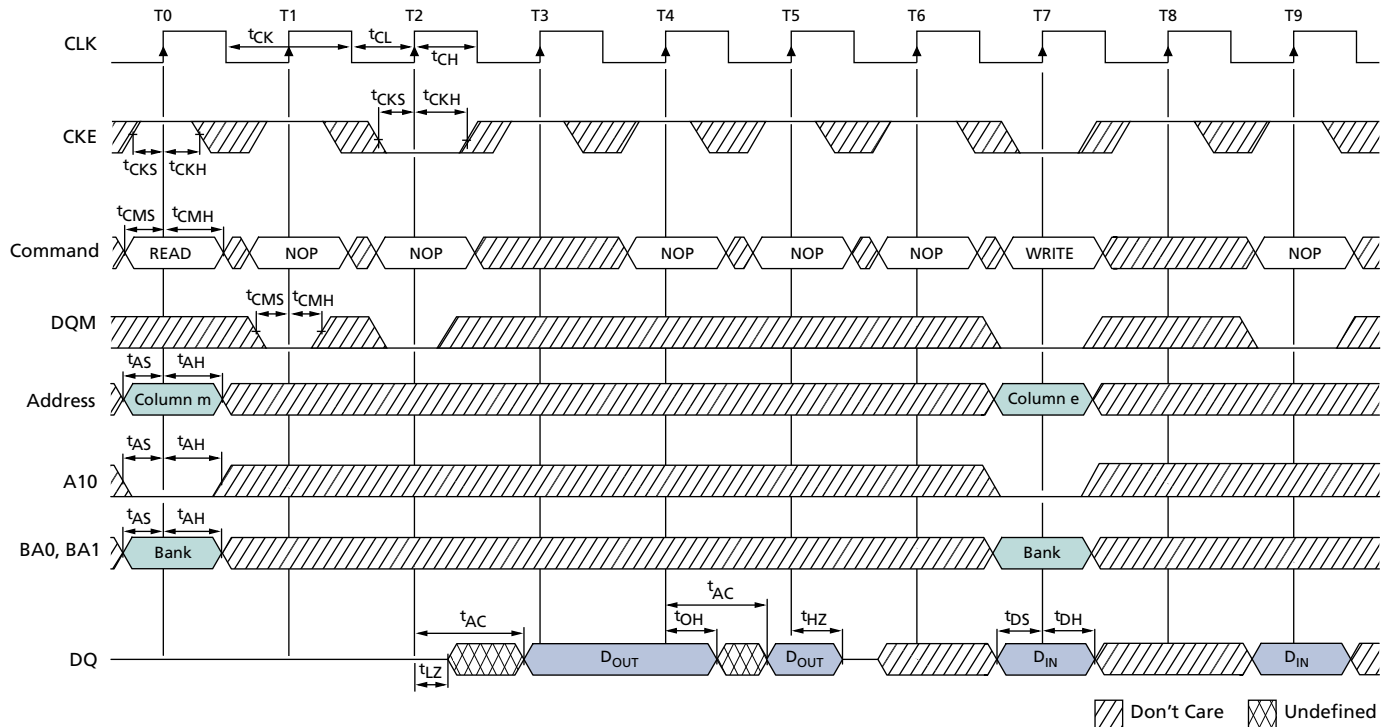 T0 T1 T2 T3 T4 T5 T6 T7 T8 T9
CLK
tCK tCL
tCH
tCKS tCKH
CKE
tCKS tCKH
tCMS tCMH
Command READ NOP NOP NOP NOP NOP WRITE NOP
tCMS tCMH
DQM
tAS tAH
Address Column m Column e
tAS tAH
A10
tAS tAH
BA0, BA1 Bank Bank
tAC
tAC tOH tHZ tDS tDH
DQ DOUT DOUT DIN DIN
tLZ
Don't Care Undefined